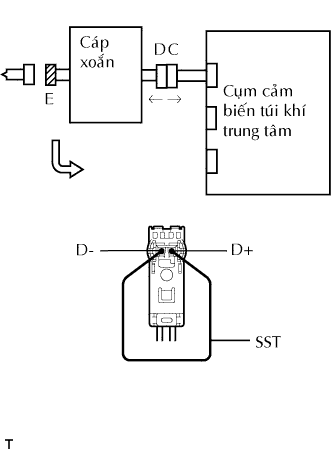 Cáp
xoắn
D C
E
Cụm cảm
biến túi khí
trung tâm
D- D+
SST
T